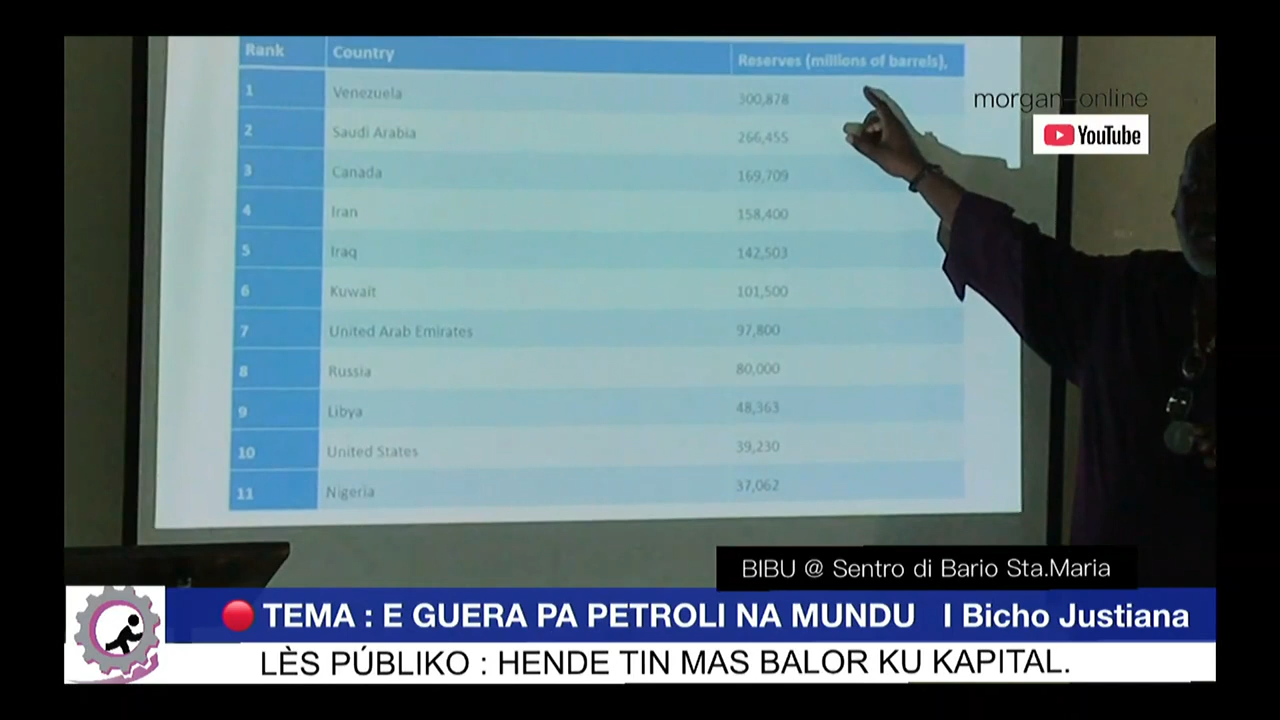 Rank Country Reserves (millions of barrels),
1 Venezuela 300,878
2 Saudi Arabia 266,455
3 Canada 169,709
4 Iran 158,400
5 Iraq 142,503
6 Kuwait 101,500
7 United Arab Emirates 97,800
8 Russia 80,000
9 Libya 48,363
10 United States 39,230
11 Nigeria 37,062
morgan-online
YouTube
BIBU @ Sentro di Bario Sta.Maria
TEMA : E GUERA PA PETROLI NA MUNDU I Bicho Justiana
LÈS PÚBLIKO : HENDE TIN MAS BALOR KU KAPITAL.